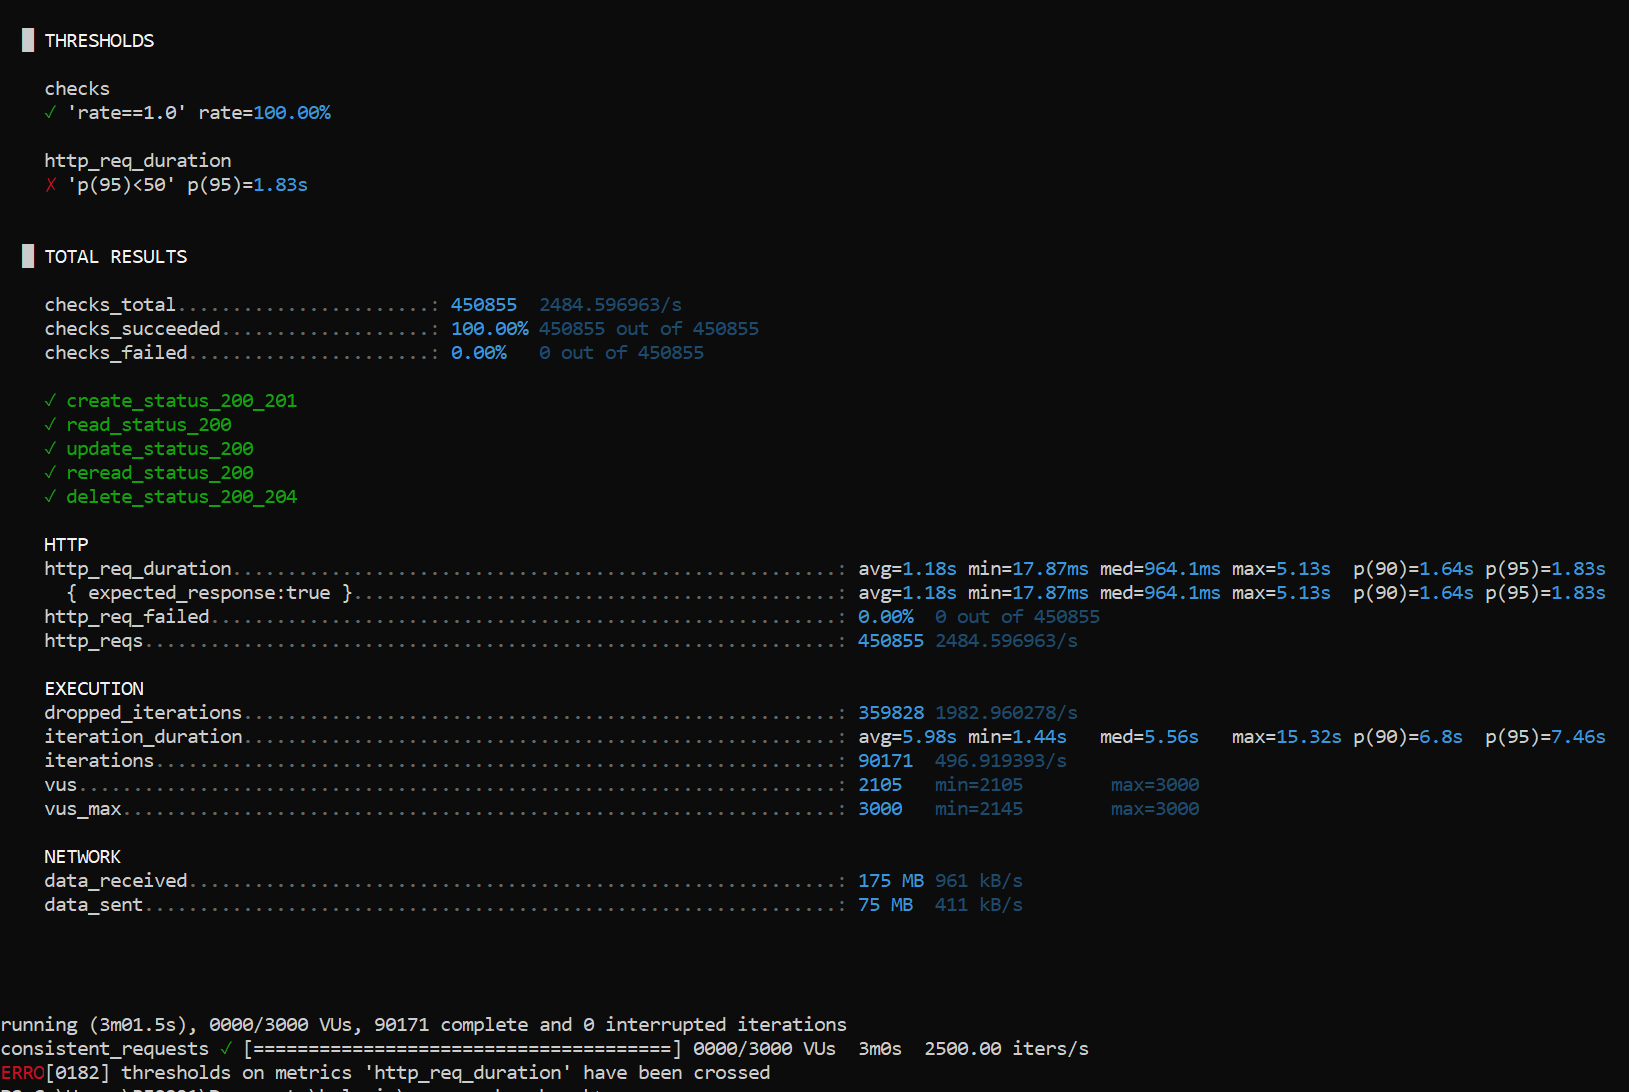 THRESHOLDS
checks
✓ 'rate==1.0' rate=100.00%
http_req_duration
✗ 'p(95)<50' p(95)=1.83s
TOTAL RESULTS
checks_total.......................: 450855 2484.596963/s
checks_succeeded...................: 100.00% 450855 out of 450855
checks_failed......................: 0.00% 0 out of 450855
✓ create_status_200_201
✓ read_status_200
✓ update_status_200
✓ reread_status_200
✓ delete_status_200_204
HTTP
http_req_duration.......................................................: avg=1.18s min=17.87ms med=964.1ms max=5.13s p(90)=1.64s p(95)=1.83s
{ expected_response:true }............................................: avg=1.18s min=17.87ms med=964.1ms max=5.13s p(90)=1.64s p(95)=1.83s
http_req_failed.........................................................: 0.00% 0 out of 450855
http_reqs...............................................................: 450855 2484.596963/s
EXECUTION
dropped_iterations......................................................: 359828 1982.960278/s
iteration_duration......................................................: avg=5.98s min=1.44s med=5.56s max=15.32s p(90)=6.8s p(95)=7.46s
iterations..............................................................: 90171 496.919393/s
vus.....................................................................: 2105 min=2105 max=3000
vus_max.................................................................: 3000 min=2145 max=3000
NETWORK
data_received...........................................................: 175 MB 961 kB/s
data_sent...............................................................: 75 MB 411 kB/s
running (3m01.5s), 0000/3000 VUs, 90171 complete and 0 interrupted iterations
consistent_requests ✓ [======================================] 0000/3000 VUs 3m0s 2500.00 iters/s
ERRO[0182] thresholds on metrics 'http_req_duration' have been crossed